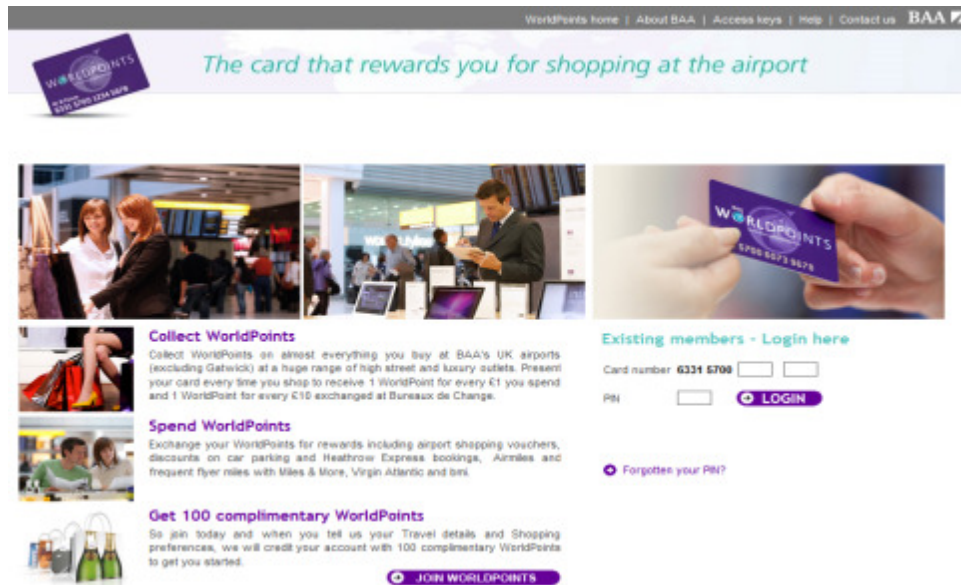 WorldPoints home | About BAA | Access keys | Help | Contact us BAA
WORLDPOINTS
6331 5700 1234 5678
The card that rewards you for shopping at the airport
WORLDPOINTS
Collect WorldPoints
Collect WorldPoints on almost everything you buy at BAA's UK airports
(excluding Gatwick) at a huge range of high street and luxury outlets. Present
your card every time you shop to receive 1 WorldPoint for every £1 you spend
and 1 WorldPoint for every £10 exchanged at Bureaux de Change.
Spend WorldPoints
Exchange your WorldPoints for rewards including airport shopping vouchers,
discounts on car parking and Heathrow Express bookings, Airmiles and
frequent flyer miles with Miles & More, Virgin Atlantic and bmi.
Get 100 complimentary WorldPoints
So join today and when you tell us your Travel details and Shopping
preferences, we will credit your account with 100 complimentary WorldPoints
to get you started.
JOIN WORLDPOINTS
Existing members - Login here
Card number 6331 5700
PIN
LOGIN
Forgotten your PIN?